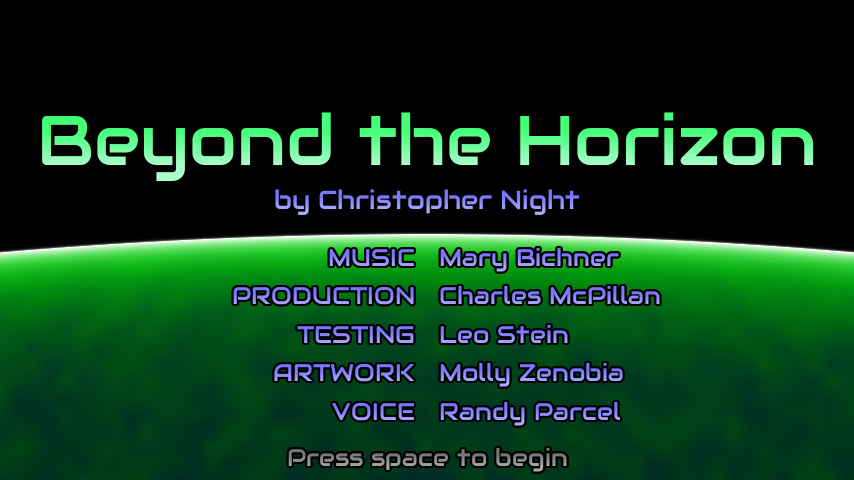 Beyond the Horizon
by Christopher Night
MUSIC Mary Bichner
PRODUCTION Charles McPillan
TESTING Leo Stein
ARTWORK Molly Zenobia
VOICE Randy Parcel
Press space to begin